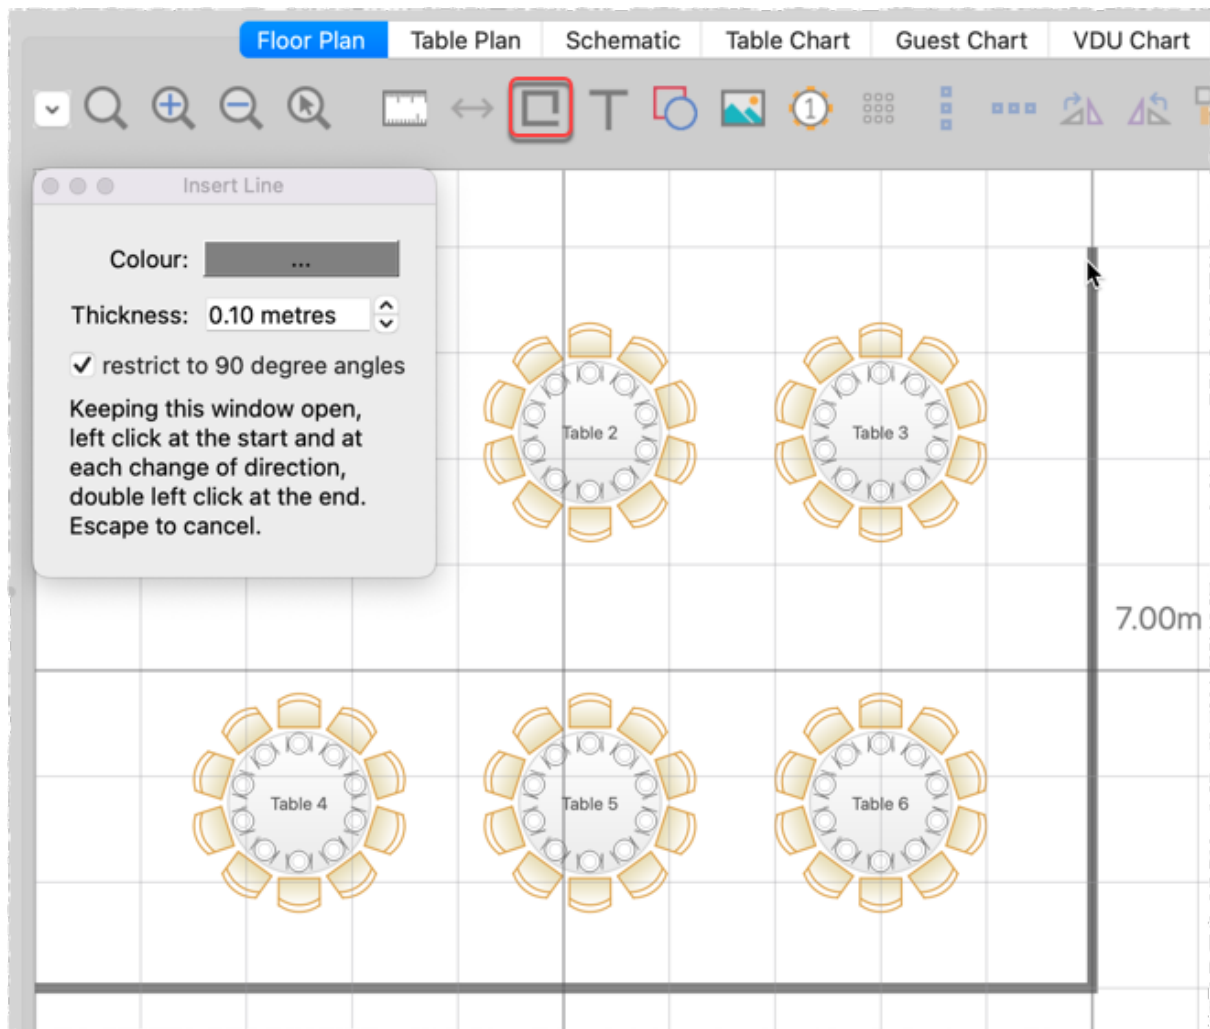 Floor Plan
Table Plan
Schematic
Table Chart
Guest Chart
VDU Chart
1
Insert Line
Colour: ...
Thickness: 0.10 metres
restrict to 90 degree angles
Keeping this window open,
left click at the start and at
each change of direction,
double left click at the end.
Escape to cancel.
Table 2
Table 3
7.00m
Table 4
Table 5
Table 6